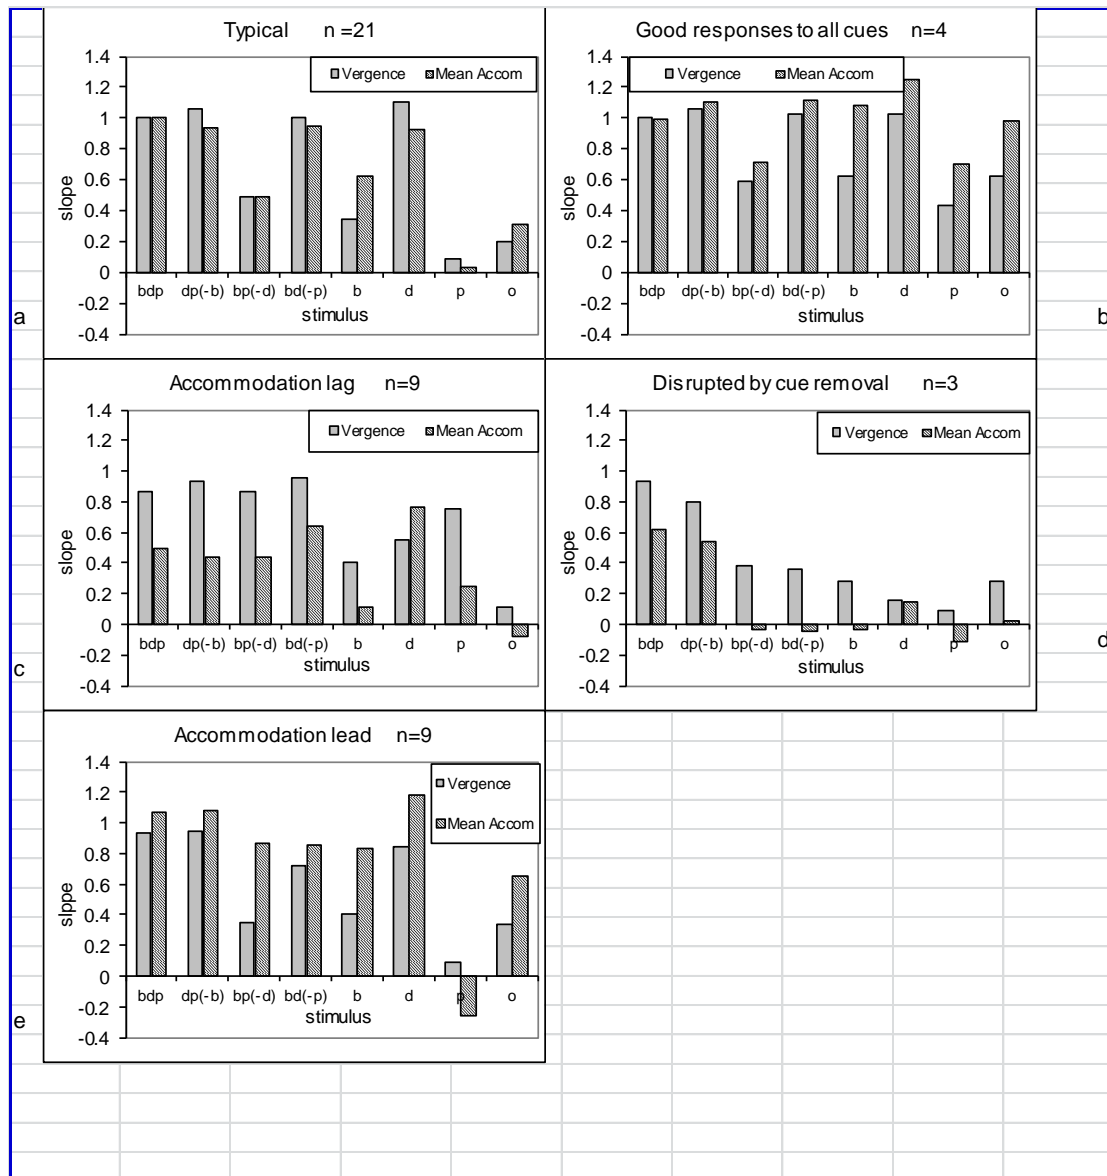 Typical n =21
Vergence Mean Accom
1.4
1.2
1
0.8
0.6
0.4
0.2
0
-0.2
-0.4
slope
bdp dp(-b) bp(-d) bd(-p) b d p o
stimulus
a
Good responses to all cues n=4
Vergence Mean Accom
1.4
1.2
1
0.8
0.6
0.4
0.2
0
-0.2
-0.4
slope
bdp dp(-b) bp(-d) bd(-p) b d p o
stimulus
b
Accommodation lag n=9
Vergence Mean Accom
1.4
1.2
1
0.8
0.6
0.4
0.2
0
-0.2
-0.4
slope
bdp dp(-b) bp(-d) bd(-p) b d p o
stimulus
c
Disrupted by cue removal n=3
Vergence Mean Accom
1.4
1.2
1
0.8
0.6
0.4
0.2
0
-0.2
-0.4
slope
bdp dp(-b) bp(-d) bd(-p) b d p o
stimulus
d
Accommodation lead n=9
Vergence
Mean Accom
1.4
1.2
1
0.8
0.6
0.4
0.2
0
-0.2
-0.4
slppe
bdp dp(-b) bp(-d) bd(-p) b d p o
stimulus
e